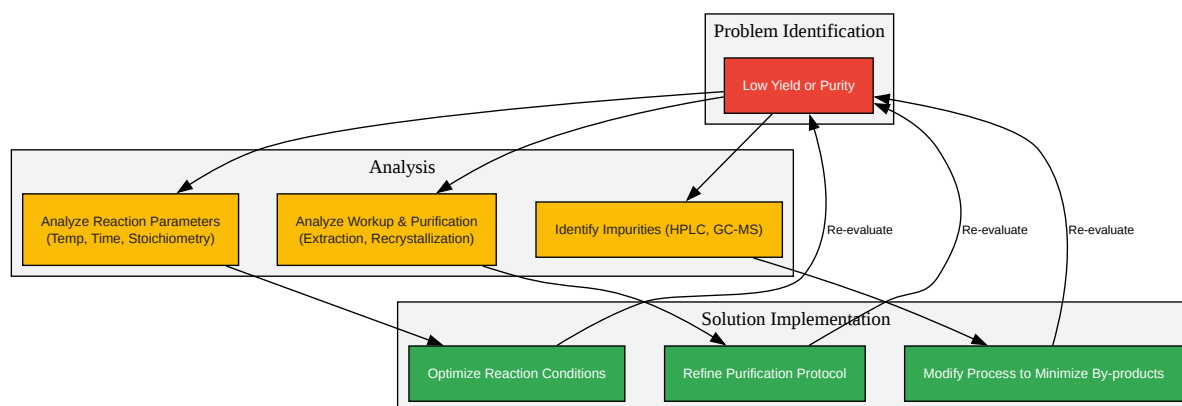 Problem Identification
Low Yield or Purity
Analysis
Analyze Reaction Parameters
(Temp, Time, Stoichiometry)
Analyze Workup & Purification
(Extraction, Recrystallization)
Identify Impurities (HPLC, GC-MS)
Re-evaluate
Re-evaluate
Re-evaluate
Solution Implementation
Optimize Reaction Conditions
Refine Purification Protocol
Modify Process to Minimize By-products